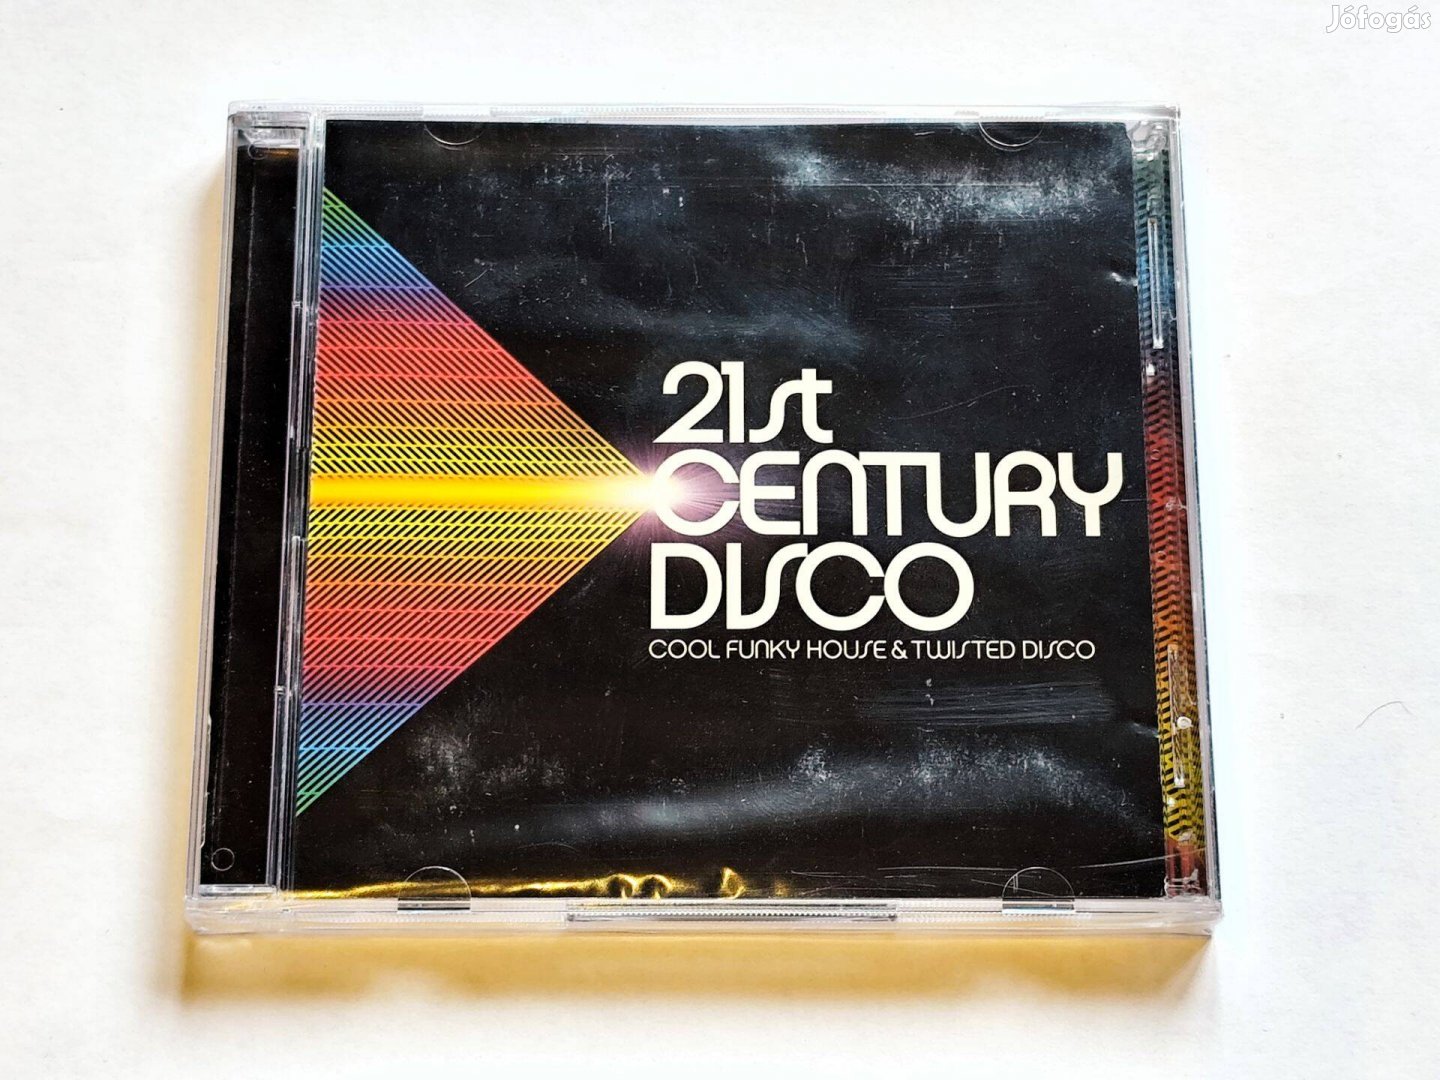 Jófogás
21st
CENTURY
DISCO
COOL FUNKY HOUSE & TWISTED DISCO